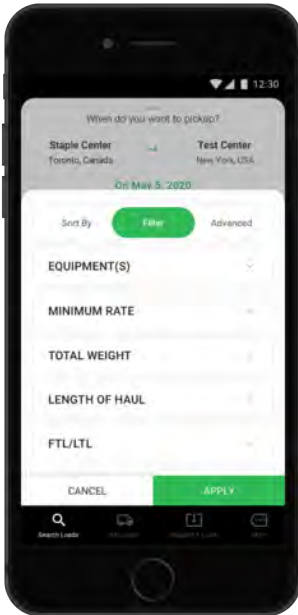 12:30
When do you want to pickup?
Staple Center → Test Center
Toronto, Canada New York, USA
On May 5, 2020
Sort By Filter Advanced
EQUIPMENT(S)
MINIMUM RATE
TOTAL WEIGHT
LENGTH OF HAUL
FTL/LTL
CANCEL APPLY
Search Loads